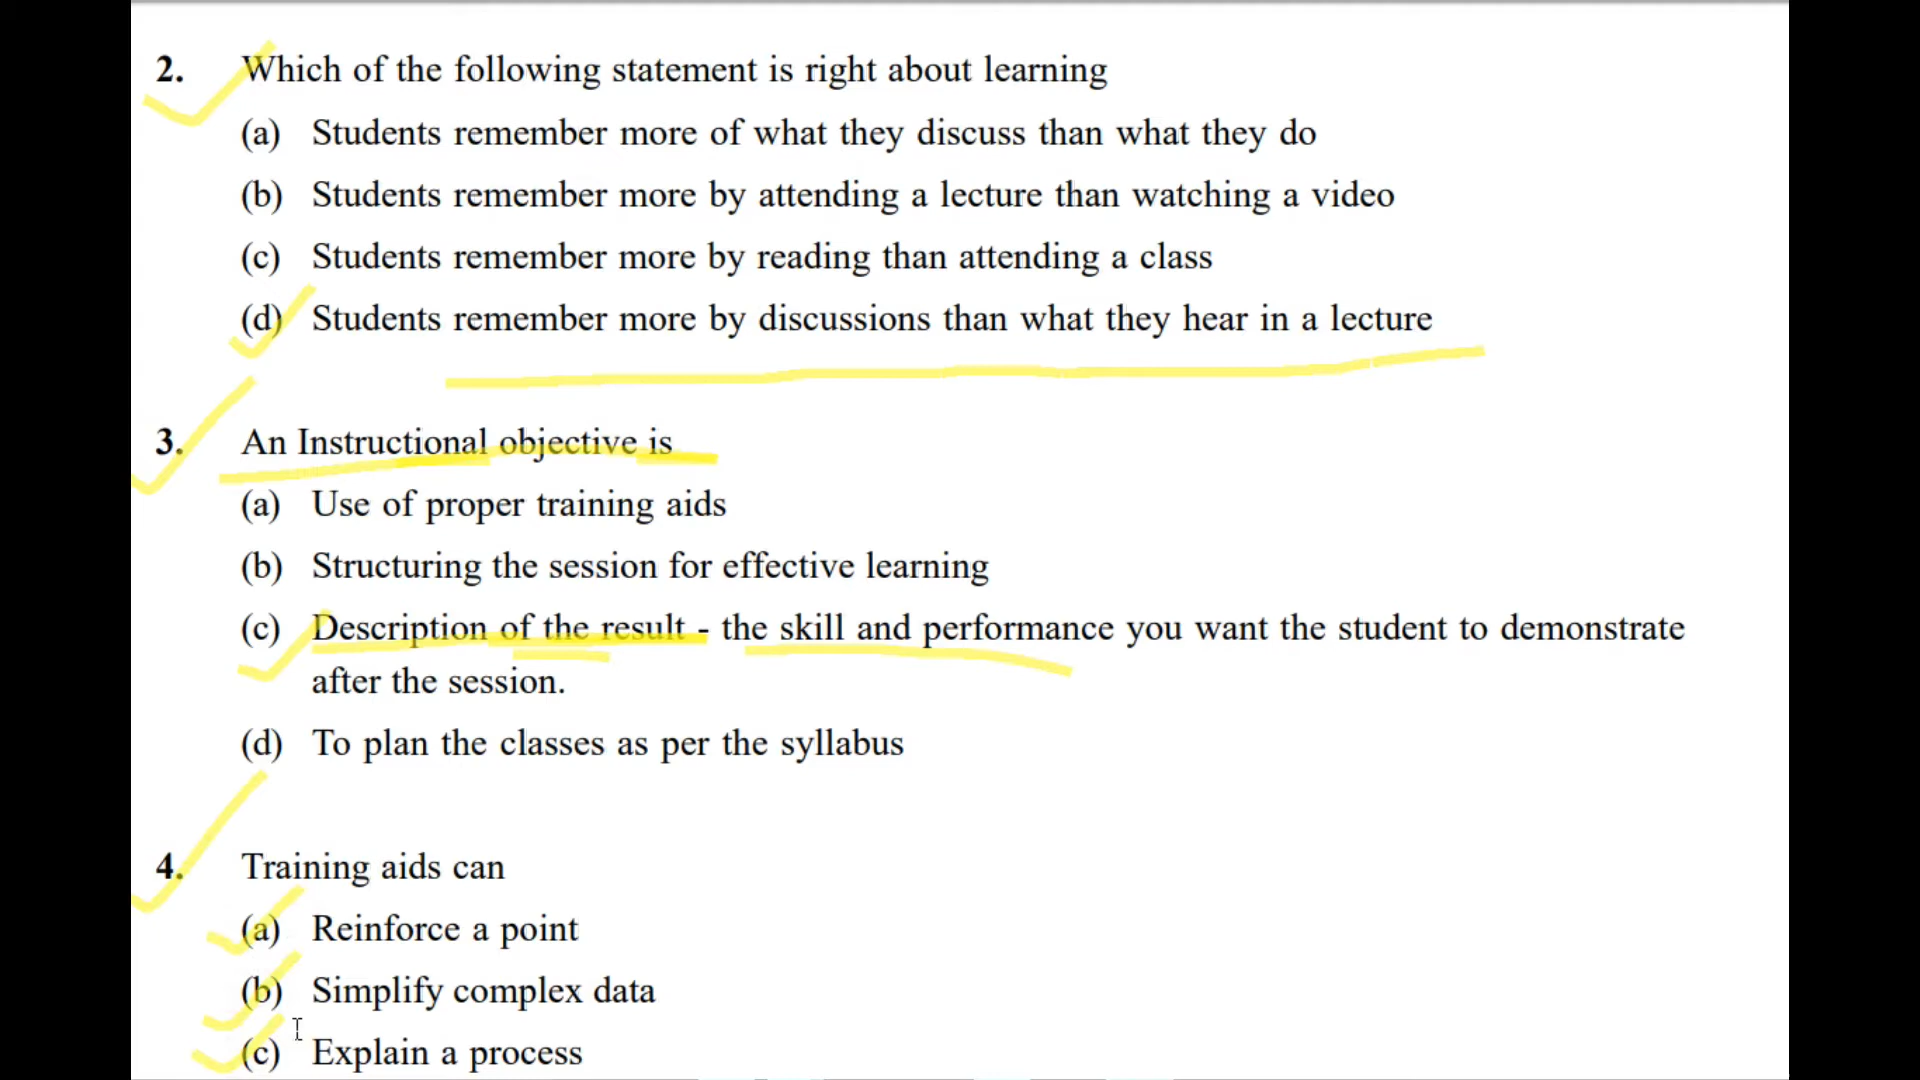 2. Which of the following statement is right about learning
(a) Students remember more of what they discuss than what they do
(b) Students remember more by attending a lecture than watching a video
(c) Students remember more by reading than attending a class
(d) Students remember more by discussions than what they hear in a lecture
3. An Instructional objective is
(a) Use of proper training aids
(b) Structuring the session for effective learning
(c) Description of the result - the skill and performance you want the student to demonstrate
after the session.
(d) To plan the classes as per the syllabus
4. Training aids can
(a) Reinforce a point
(b) Simplify complex data
(c) Explain a process